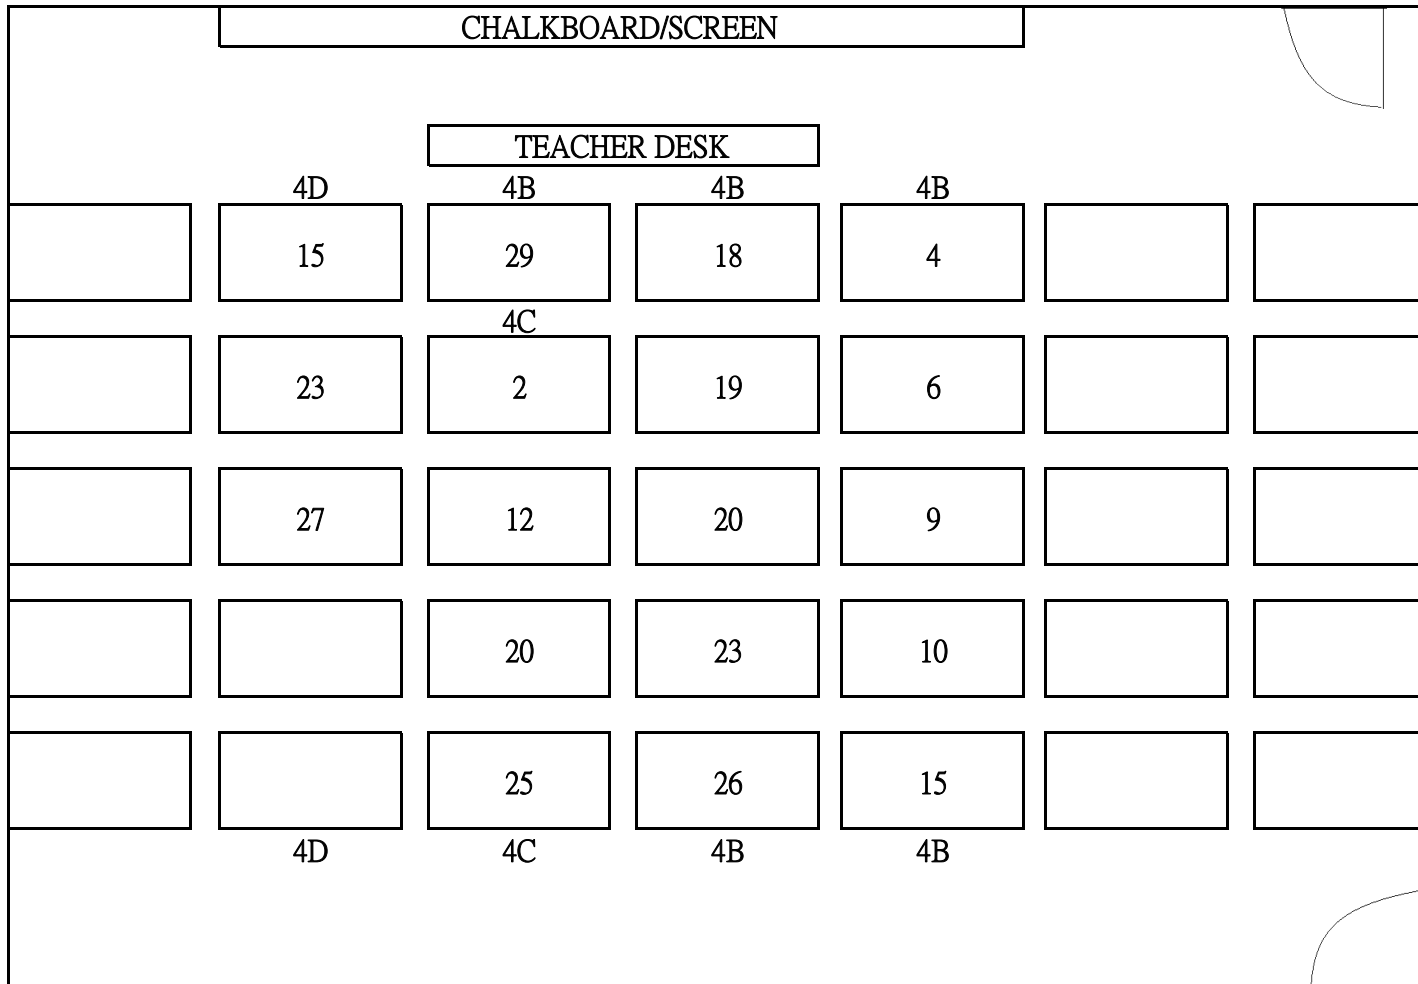 CHALKBOARD/SCREEN
TEACHER DESK
4D 4B 4B 4B
15 29 18 4
4C
23 2 19 6
27 12 20 9
20 23 10
25 26 15
4D 4C 4B 4B